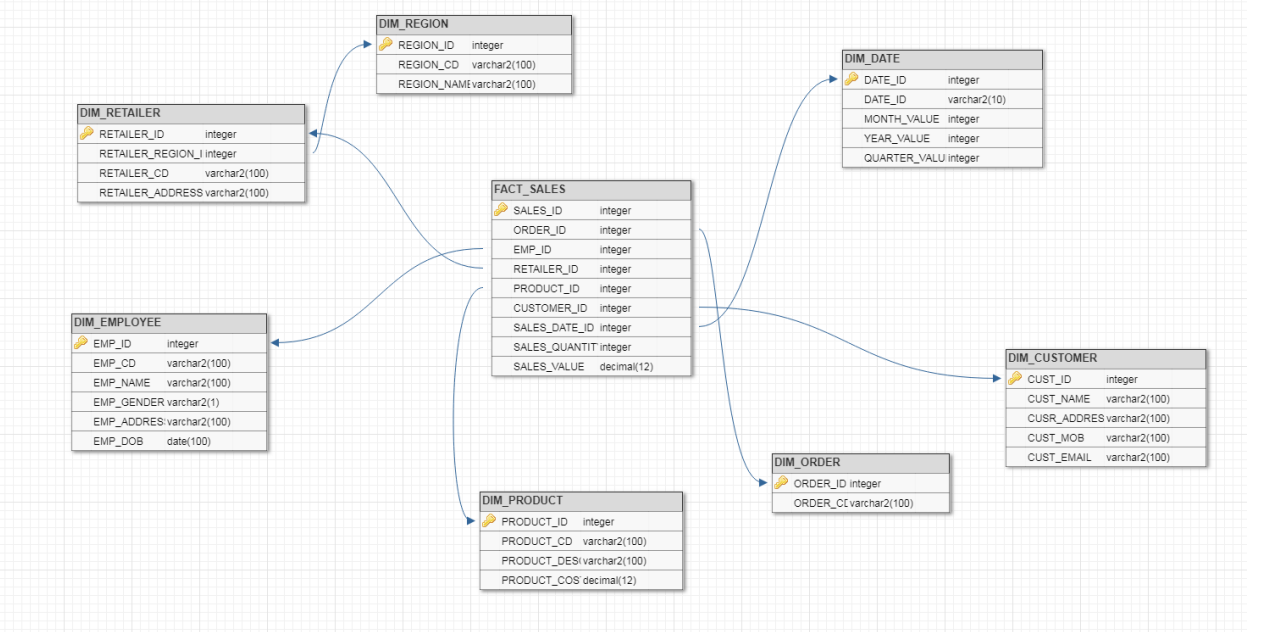 DIM_REGION
REGION_ID integer
REGION_CD varchar2(100)
REGION_NAME varchar2(100)
DIM_DATE
DATE_ID integer
DATE_ID varchar2(10)
MONTH_VALUE integer
YEAR_VALUE integer
QUARTER_VALU integer
DIM_RETAILER
RETAILER_ID integer
RETAILER_REGION_I integer
RETAILER_CD varchar2(100)
RETAILER_ADDRESS varchar2(100)
FACT_SALES
SALES_ID integer
ORDER_ID integer
EMP_ID integer
RETAILER_ID integer
PRODUCT_ID integer
CUSTOMER_ID integer
SALES_DATE_ID integer
SALES_QUANTIT integer
SALES_VALUE decimal(12)
DIM_EMPLOYEE
EMP_ID integer
EMP_CD varchar2(100)
EMP_NAME varchar2(100)
EMP_GENDER varchar2(1)
EMP_ADDRES varchar2(100)
EMP_DOB date(100)
DIM_CUSTOMER
CUST_ID integer
CUST_NAME varchar2(100)
CUSR_ADDRES varchar2(100)
CUST_MOB varchar2(100)
CUST_EMAIL varchar2(100)
DIM_ORDER
ORDER_ID integer
ORDER_CD varchar2(100)
DIM_PRODUCT
PRODUCT_ID integer
PRODUCT_CD varchar2(100)
PRODUCT_DES varchar2(100)
PRODUCT_COS decimal(12)